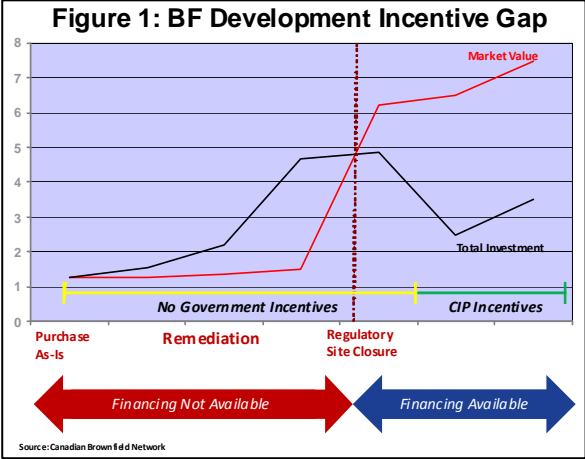 Figure 1: BF Development Incentive Gap
8
Market Value
7
6
5
4
3
2
Total Investment
1
No Government Incentives
CIP Incentives
0
Purchase
As-Is
Remediation
Regulatory
Site Closure
Financing Not Available
Financing Available
Source: Canadian Brownfield Network